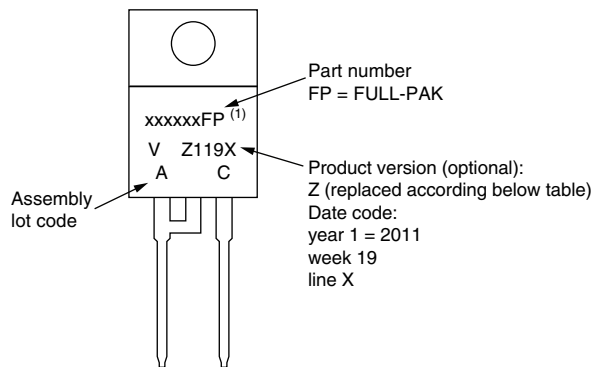 Part number
FP = FULL-PAK
xxxxxxFP (1)
V Z119X
A C
Assembly
lot code
Product version (optional):
Z (replaced according below table)
Date code:
year 1 = 2011
week 19
line X